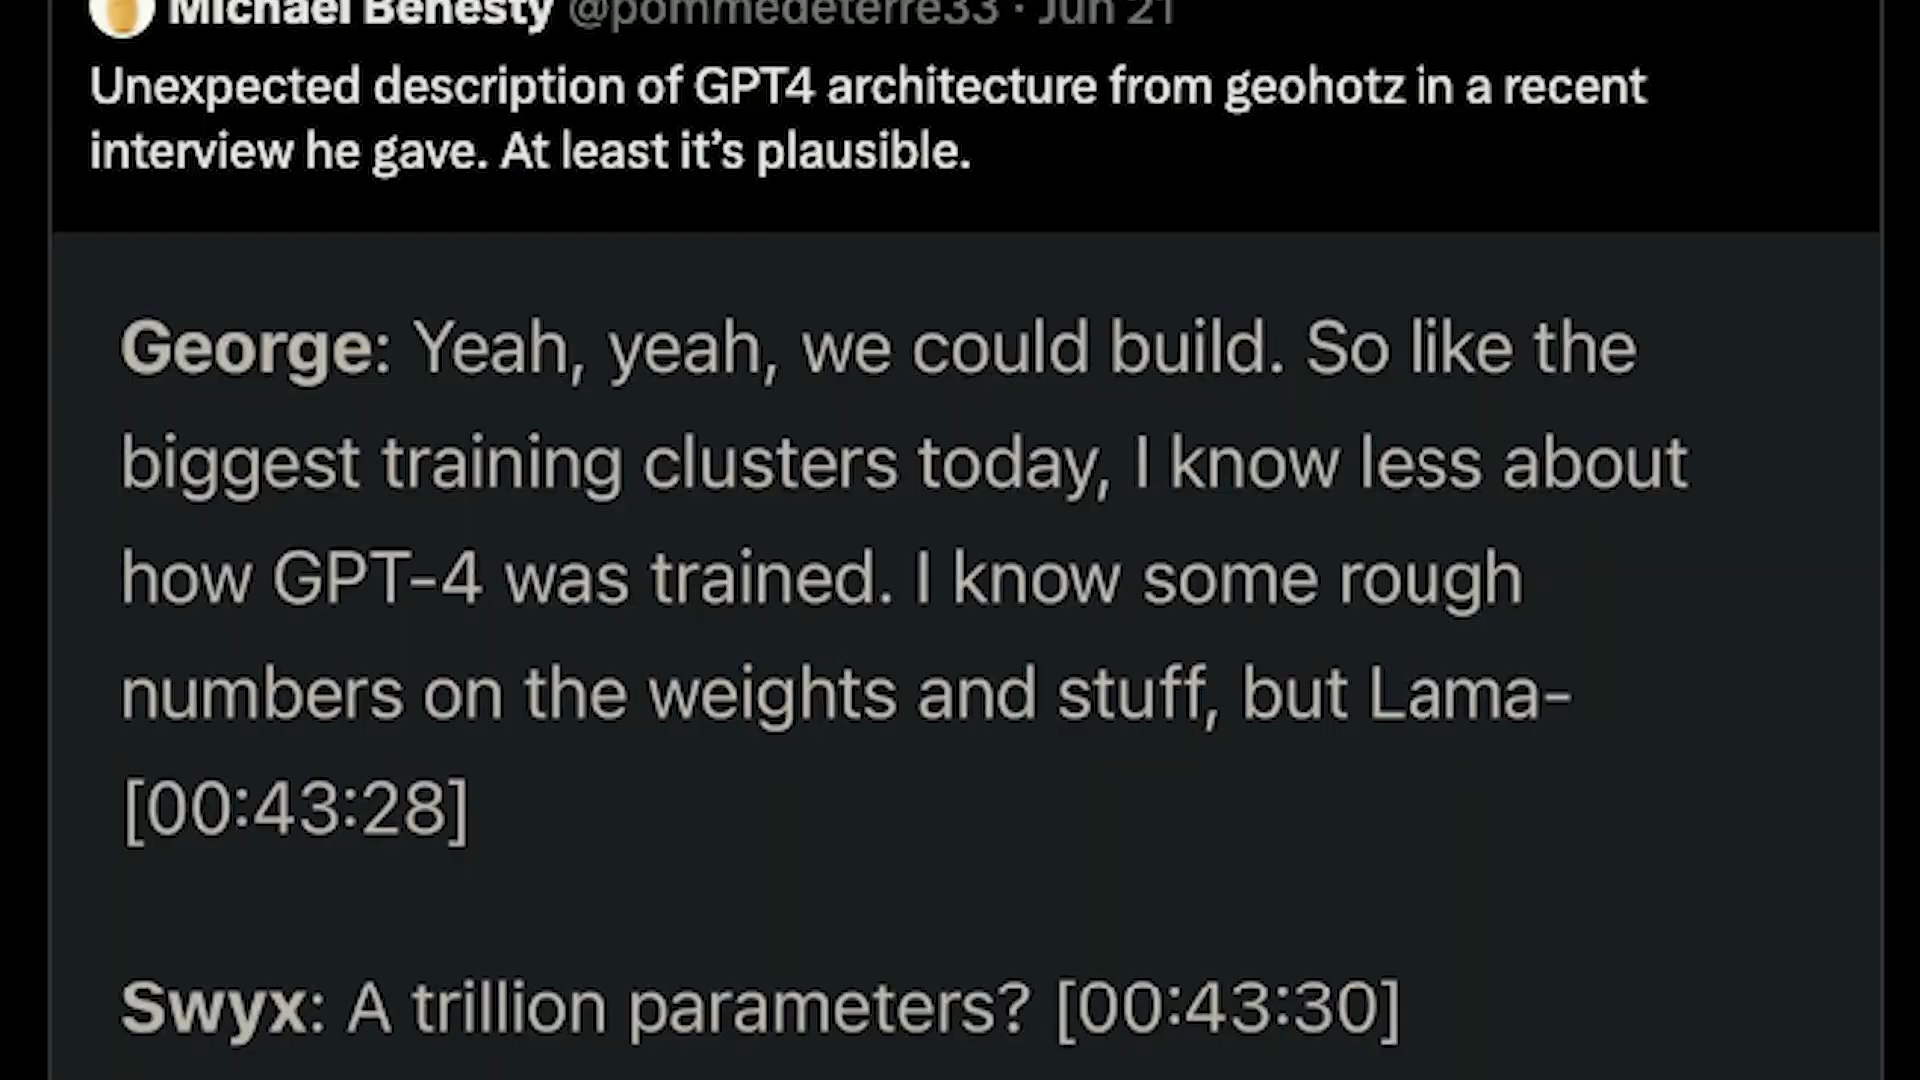 Michael Benesty @pommedeterre33 · Jun 21
Unexpected description of GPT4 architecture from geohotz in a recent
interview he gave. At least it’s plausible.
George: Yeah, yeah, we could build. So like the
biggest training clusters today, I know less about
how GPT-4 was trained. I know some rough
numbers on the weights and stuff, but Lama-
[00:43:28]
Swyx: A trillion parameters? [00:43:30]